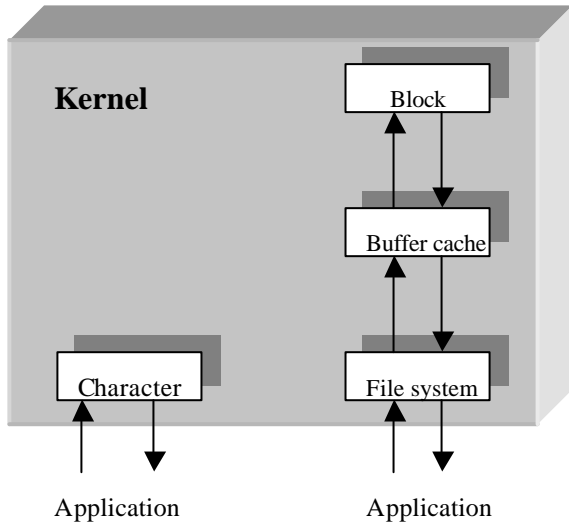 Kernel
Block
Buffer cache
Character
File system
Application
Application